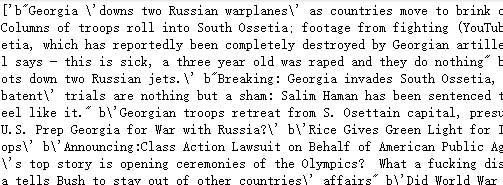 ['b"Georgia \'downs two Russian warplanes\' as countries move to brink o
Columns of troops roll into South Ossetia; footage from fighting (YouT
etia, which has reportedly been completely destroyed by Georgian artille
l says - this is sick, a three year old was raped and they do nothing" b
ots down two Russian jets.\' b"Breaking: Georgia invades South Ossetia,
batent\' trials are nothing but a sham: Salim Haman has been sentenced t
eel like it." b\'Georgian troops retreat from S. Osettain capital, presu
U.S. Prep Georgia for War with Russia?\' b\'Rice Gives Green Light for I
ops\' b\'Announcing:Class Action Lawsuit on Behalf of American Public Ag
\'s top story is opening ceremonies of the Olympics?  What a fucking dis
a tells Bush to stay out of other countries\' affairs" b\'Did World War